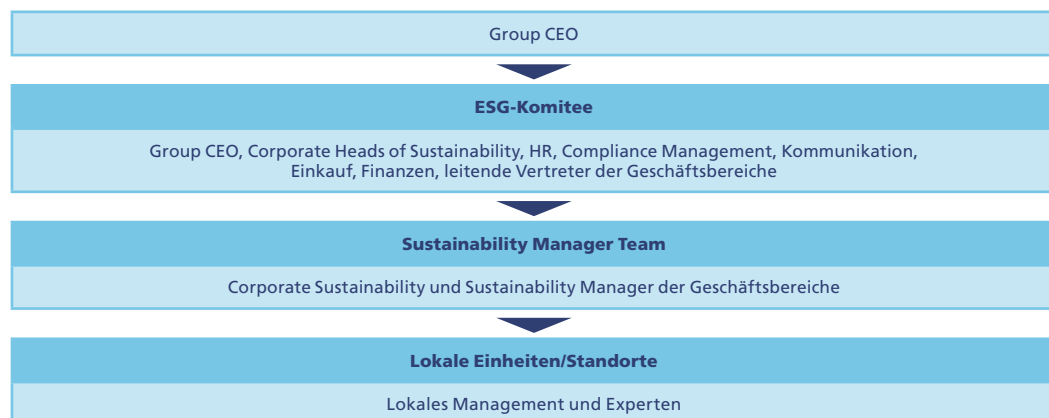 Group CEO
ESG-Komitee
Group CEO, Corporate Heads of Sustainability, HR, Compliance Management, Kommunikation,
Einkauf, Finanzen, leitende Vertreter der Geschäftsbereiche
Sustainability Manager Team
Corporate Sustainability und Sustainability Manager der Geschäftsbereiche
Lokale Einheiten/Standorte
Lokales Management und Experten